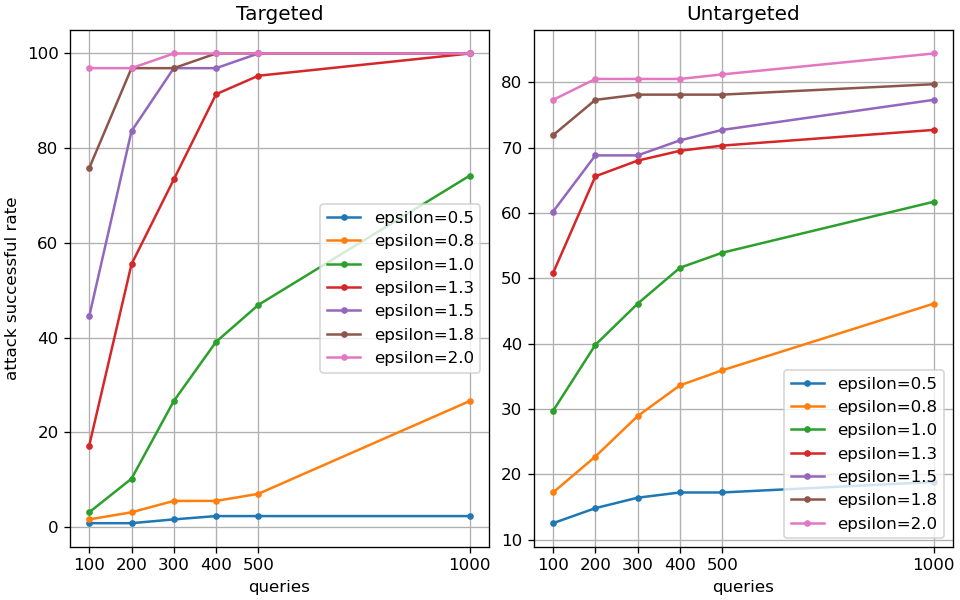 Targeted
attack successful rate
100
80
60
40
20
0
epsilon=0.5
epsilon=0.8
epsilon=1.0
epsilon=1.3
epsilon=1.5
epsilon=1.8
epsilon=2.0
100 200 300 400 500 1000
queries
Untargeted
80
70
60
50
40
30
20
10
epsilon=0.5
epsilon=0.8
epsilon=1.0
epsilon=1.3
epsilon=1.5
epsilon=1.8
epsilon=2.0
100 200 300 400 500 1000
queries